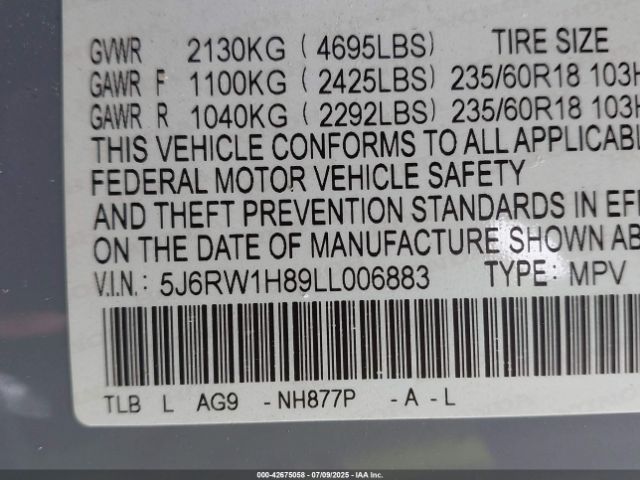 GVWR 2130KG ( 4695LBS) TIRE SIZE
GAWR F 1100KG ( 2425LBS) 235/60R18 103H
GAWR R 1040KG ( 2292LBS) 235/60R18 103H
THIS VEHICLE CONFORMS TO ALL APPLICABL
FEDERAL MOTOR VEHICLE SAFETY
AND THEFT PREVENTION STANDARDS IN EFF
ON THE DATE OF MANUFACTURE SHOWN AB
V.I.N.: 5J6RW1H89LL006883 TYPE: MPV
TLB L AG9 -NH877P -A-L
000-42675058 - 07/09/2025 - IAAI, Inc.